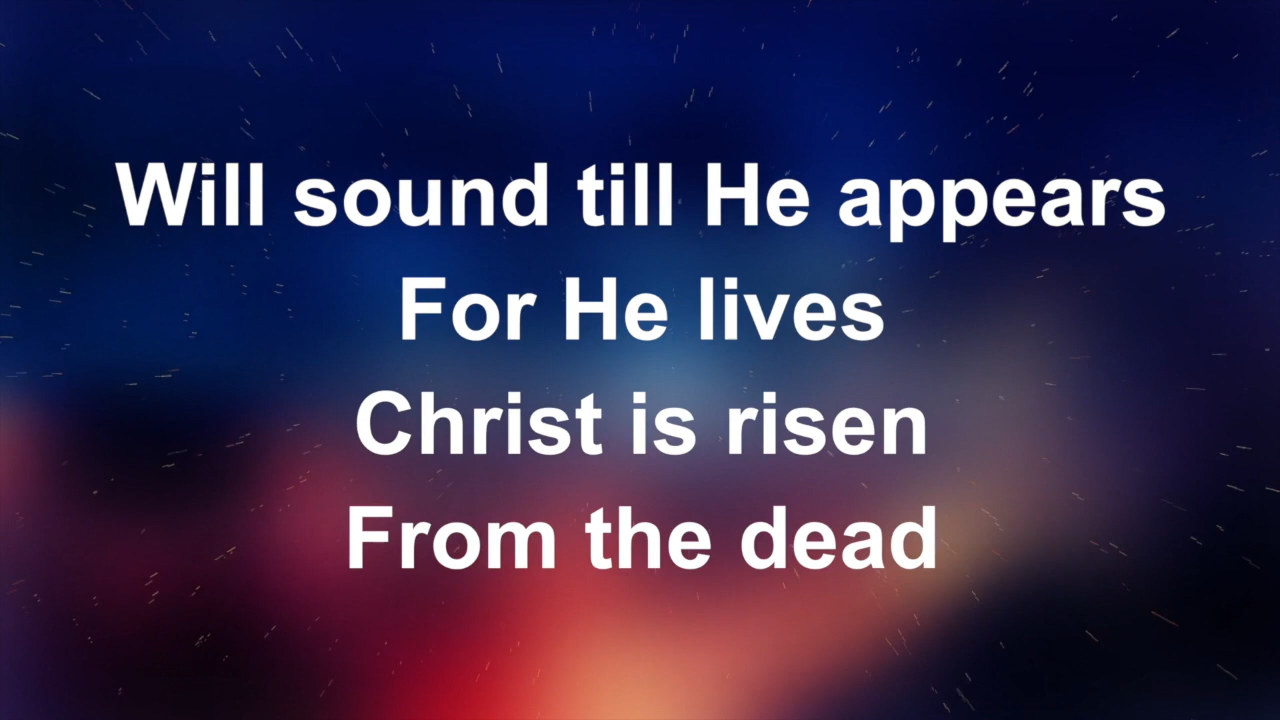 Will sound till He appears
For He lives
Christ is risen
From the dead